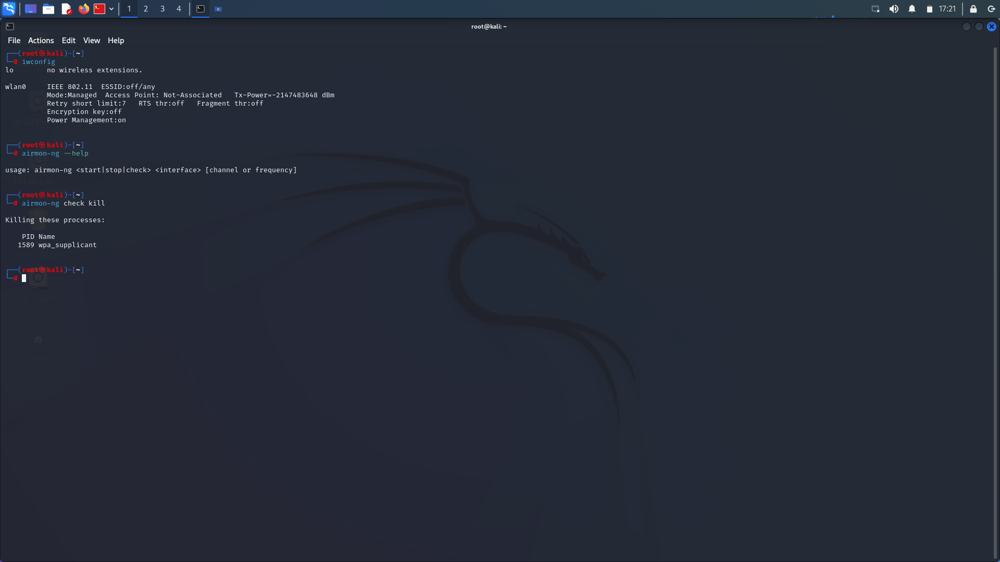 1 2 3 4
17:21
root@kali: ~
File Actions Edit View Help
┌──(root㉿kali)-[~]
└─# iwconfig
lo        no wireless extensions.
wlan0     IEEE 802.11  ESSID:off/any
Mode:Managed  Access Point: Not-Associated   Tx-Power=-2147483648 dBm
Retry short limit:7   RTS thr:off   Fragment thr:off
Encryption key:off
Power Management:on
┌──(root㉿kali)-[~]
└─# airmon-ng --help
usage: airmon-ng <start|stop|check> <interface> [channel or frequency]
┌──(root㉿kali)-[~]
└─# airmon-ng check kill
Killing these processes:
PID Name
1589 wpa_supplicant
┌──(root㉿kali)-[~]
└─#
File System
Home